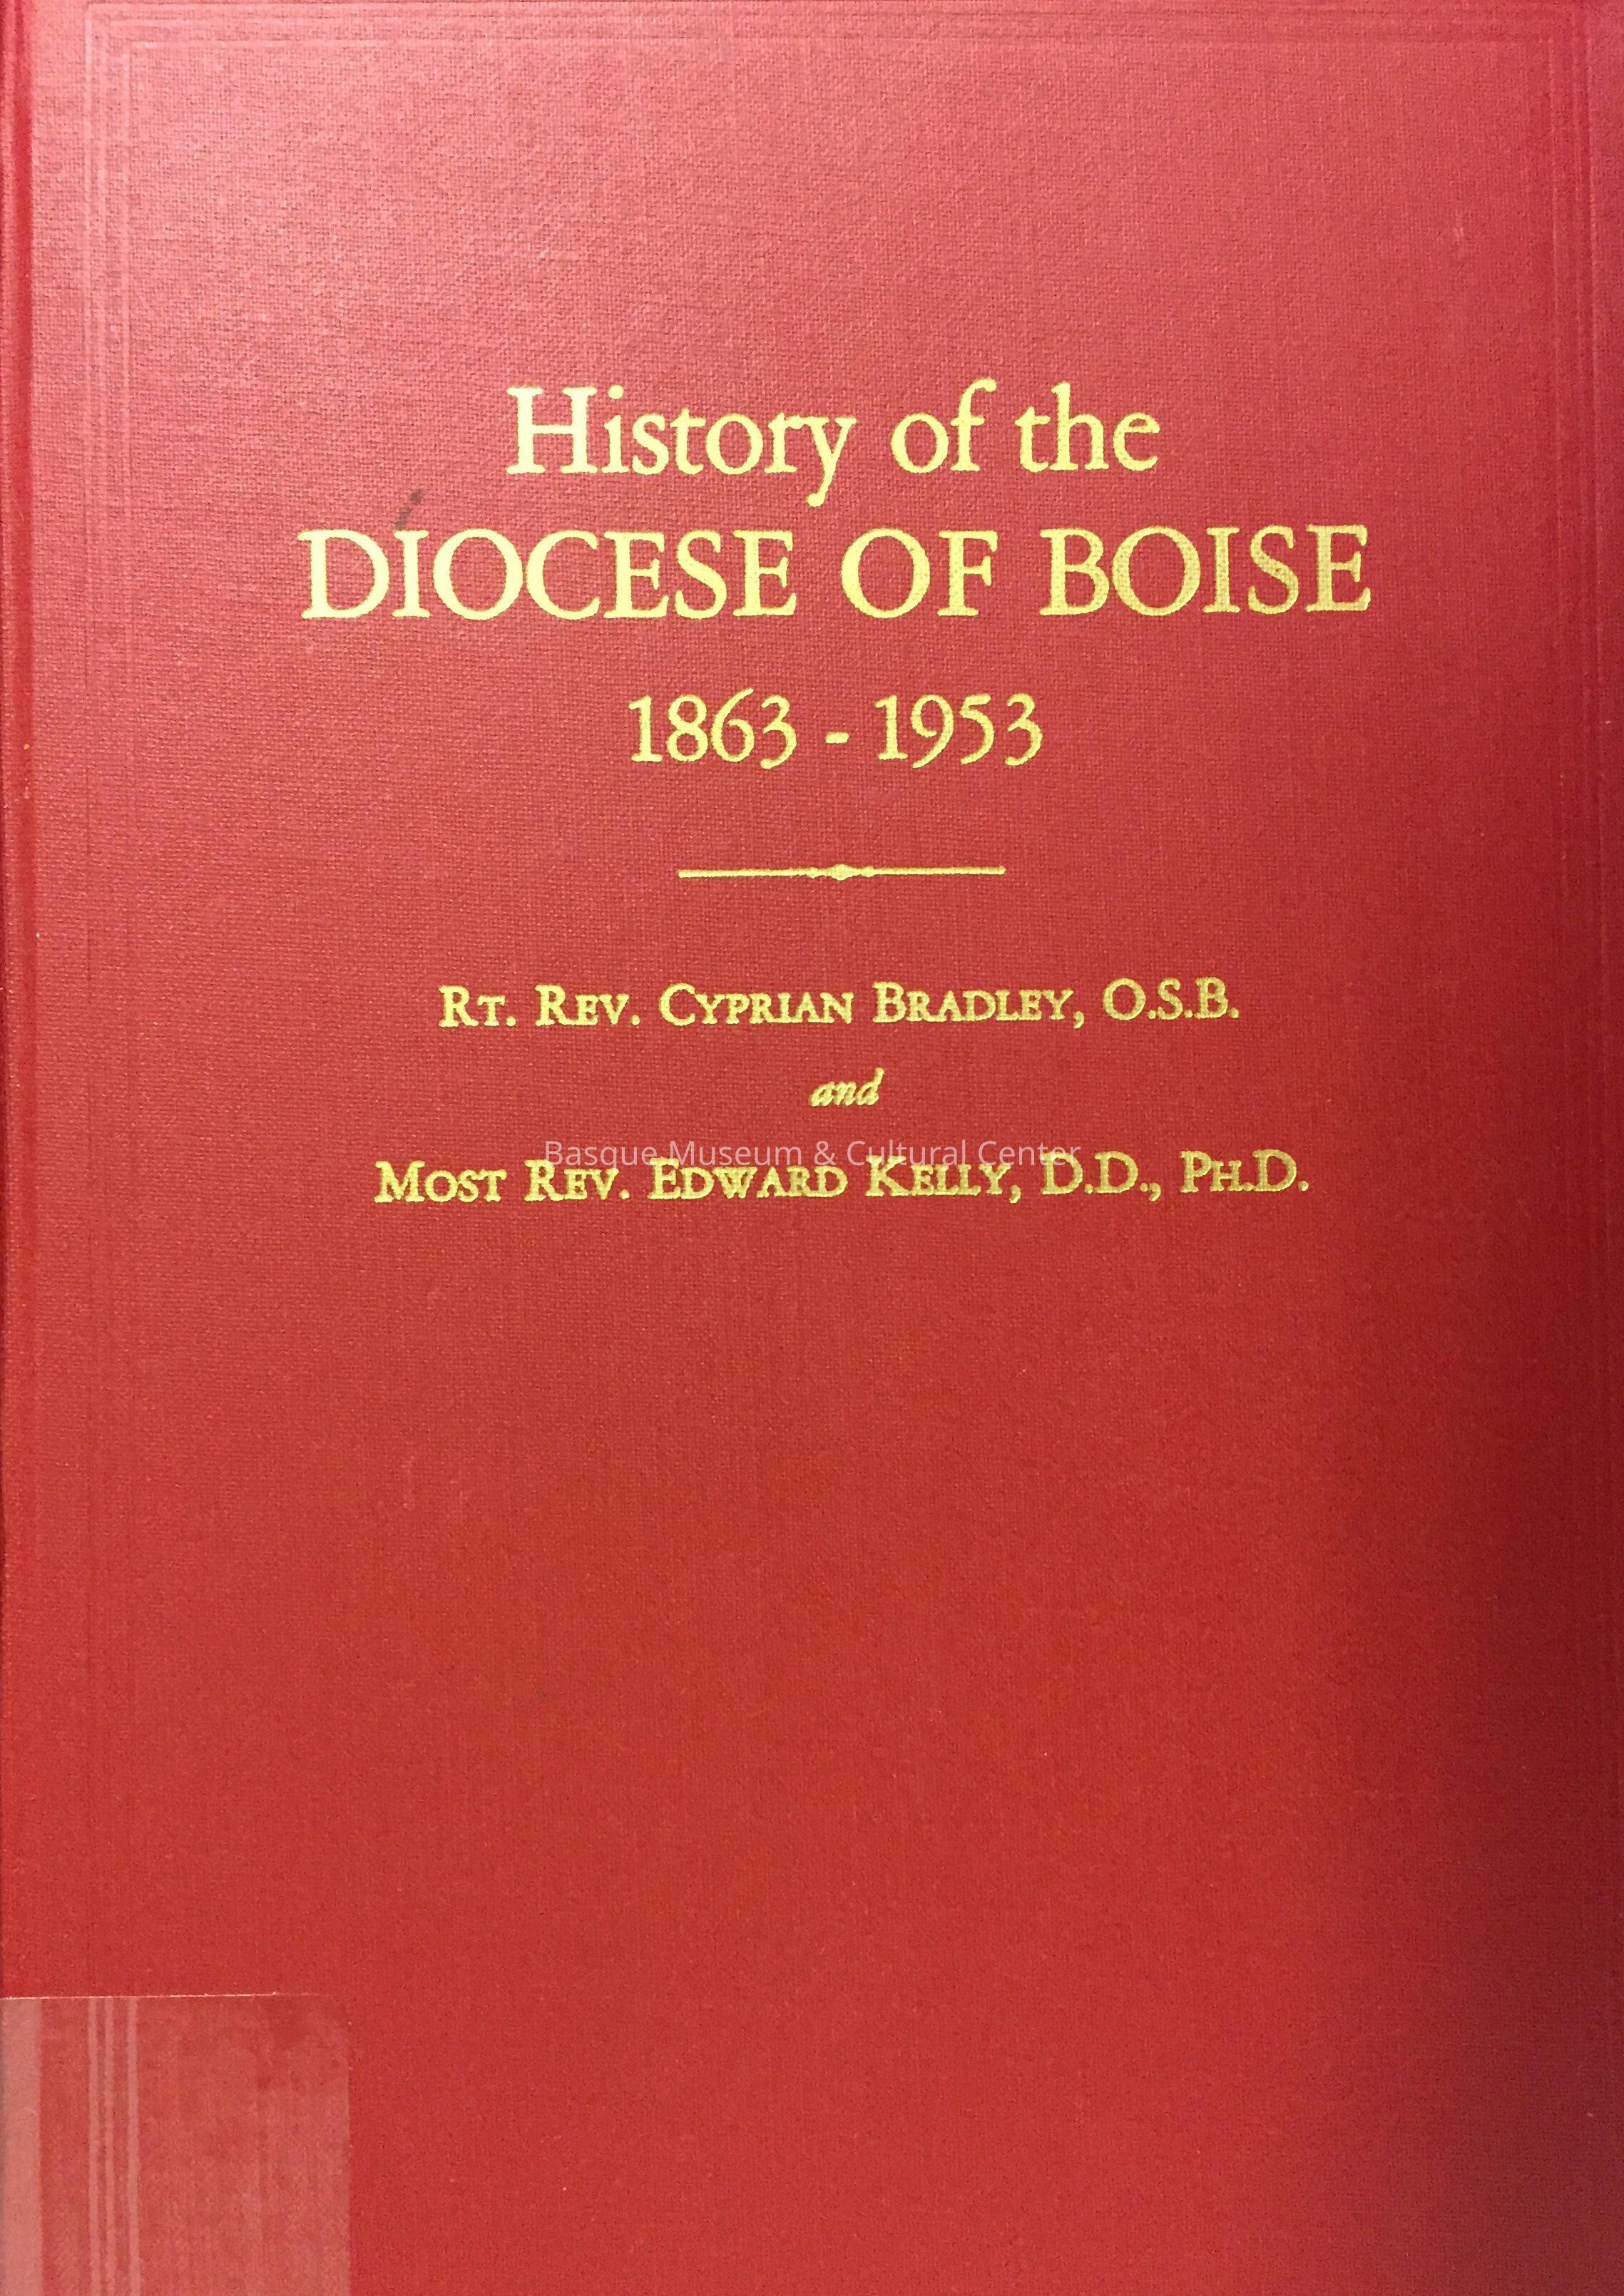 History of the
DIOCESE OF BOISE
1863 - 1953
RT. REV. CYPRIAN BRADLEY, O.S.B.
and
Basque Museum & Cultural Center
MOST REV. EDWARD KELLY, D.D., PH.D.